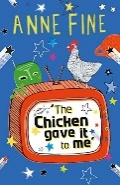 ANNE FINE
'The
Chicken
gave it to
me'